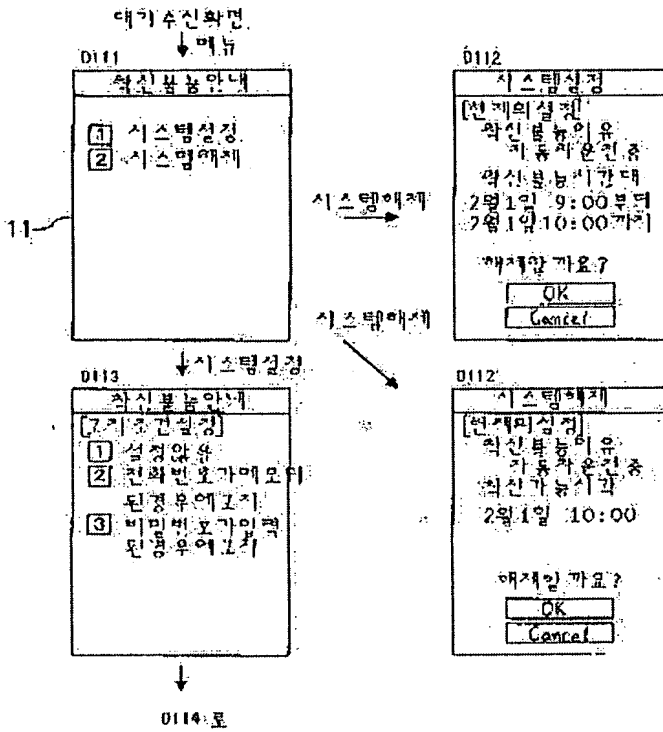 대기수신화면
메뉴
D111
착신불능안내
1 시스템설정
2 시스템해제
11
시스템해제
D112
시스템설정
[현재의설정]
착신불능이유
자동차운전중
착신불능시간대
2월1일 9:00부터
2월1일10:00까지
해제할까요?
OK
Cancel
시스템해제
시스템설정
D113
착신불능안내
[고지조건설정]
1 설정않음
2 전화번호가메모리
된경우에고지
3 비밀번호가입력
된경우에고지
D114로
D112'
시스템해제
[현재의설정]
착신불능이유
자동차운전중
착신가능시각
2월1일 10:00
해제할까요?
OK
Cancel